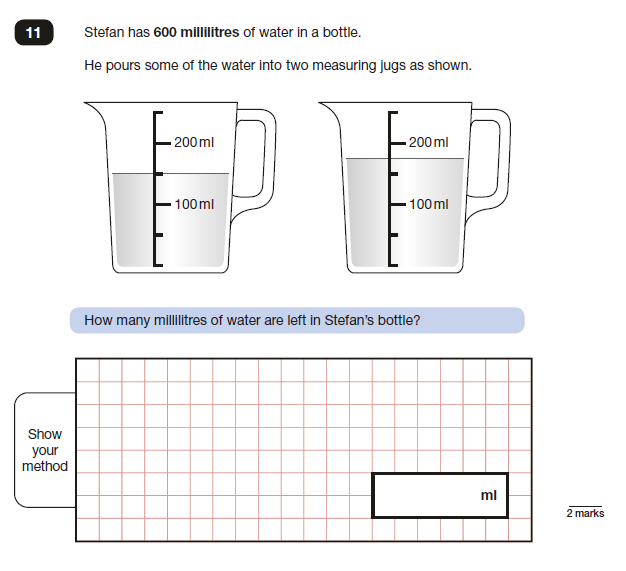 11
Stefan has 600 millilitres of water in a bottle.
He pours some of the water into two measuring jugs as shown.
200 ml
100 ml
200 ml
100 ml
How many millilitres of water are left in Stefan's bottle?
Show
your
method
ml
2 marks